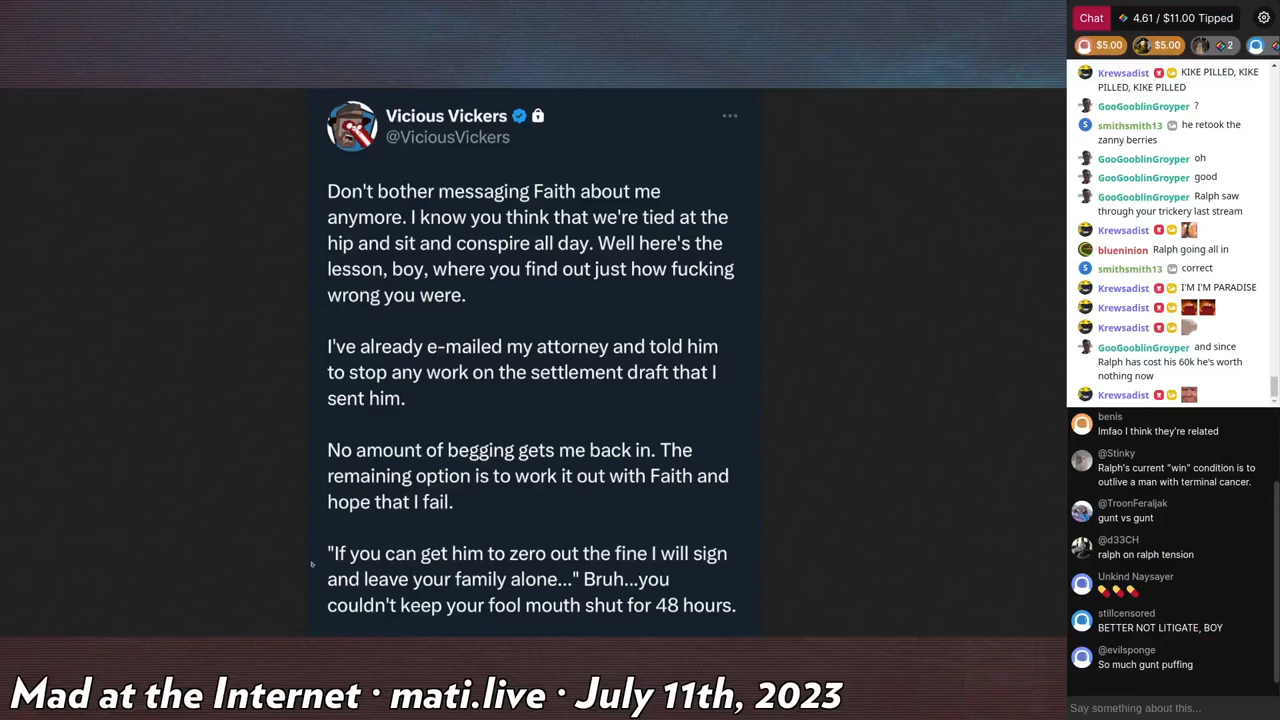 Vicious Vickers
@ViciousVickers
Don't bother messaging Faith about me
anymore. I know you think that we're tied at the
hip and sit and conspire all day. Well here's the
lesson, boy, where you find out just how fucking
wrong you were.
I've already e-mailed my attorney and told him
to stop any work on the settlement draft that I
sent him.
No amount of begging gets me back in. The
remaining option is to work it out with Faith and
hope that I fail.
"If you can get him to zero out the fine I will sign
and leave your family alone..." Bruh...you
couldn't keep your fool mouth shut for 48 hours.
Mad at the Internet · mati.live · July 11th, 2023
Chat
4.61 / $11.00 Tipped
$5.00
$5.00
2
Krewsadist KIKE PILLED, KIKE
PILLED, KIKE PILLED
GooGooblinGroyper ?
S smithsmith13 he retook the
zanny berries
GooGooblinGroyper oh
GooGooblinGroyper good
GooGooblinGroyper Ralph saw
through your trickery last stream
Krewsadist
blueninion Ralph going all in
S smithsmith13 correct
Krewsadist I'M I'M PARADISE
Krewsadist
Krewsadist
GooGooblinGroyper and since
Ralph has cost his 60k he's worth
nothing now
Krewsadist
benis
lmfao I think they're related
@Stinky
Ralph's current "win" condition is to
outlive a man with terminal cancer.
@TroonFeraljak
gunt vs gunt
@d33CH
ralph on ralph tension
Unkind Naysayer
stillcensored
BETTER NOT LITIGATE, BOY
@evilsponge
So much gunt puffing
Say something about this...